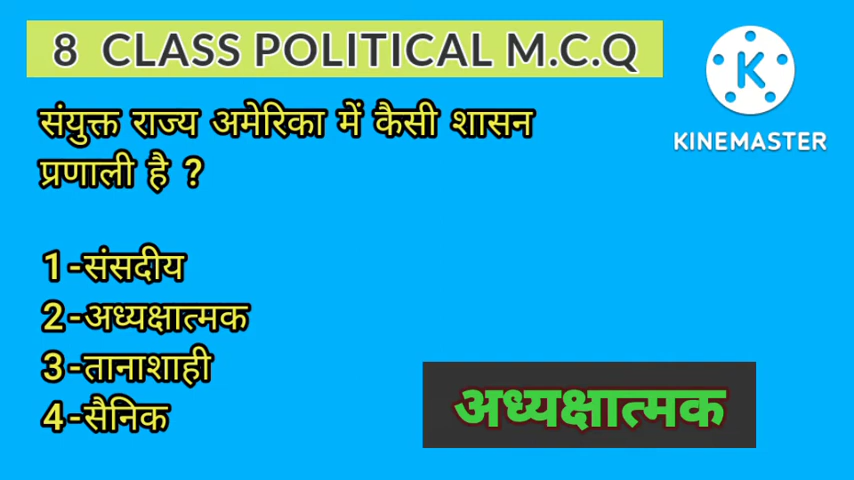 8 CLASS POLITICAL M.C.Q
KINEMASTER
संयुक्त राज्य अमेरिका में कैसी शासन
प्रणाली है ?
1-संसदीय
2-अध्यक्षात्मक
3-तानाशाही
4-सैनिक
अध्यक्षात्मक